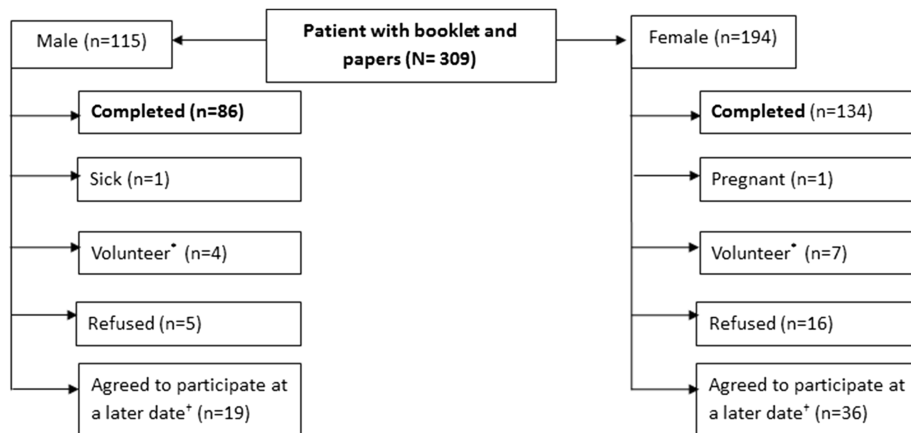 Patient with booklet and
papers (N= 309)
Male (n=115)
Completed (n=86)
Sick (n=1)
Volunteer* (n=4)
Refused (n=5)
Agreed to participate at
a later date⁺ (n=19)
Female (n=194)
Completed (n=134)
Pregnant (n=1)
Volunteer* (n=7)
Refused (n=16)
Agreed to participate at
a later date⁺ (n=36)